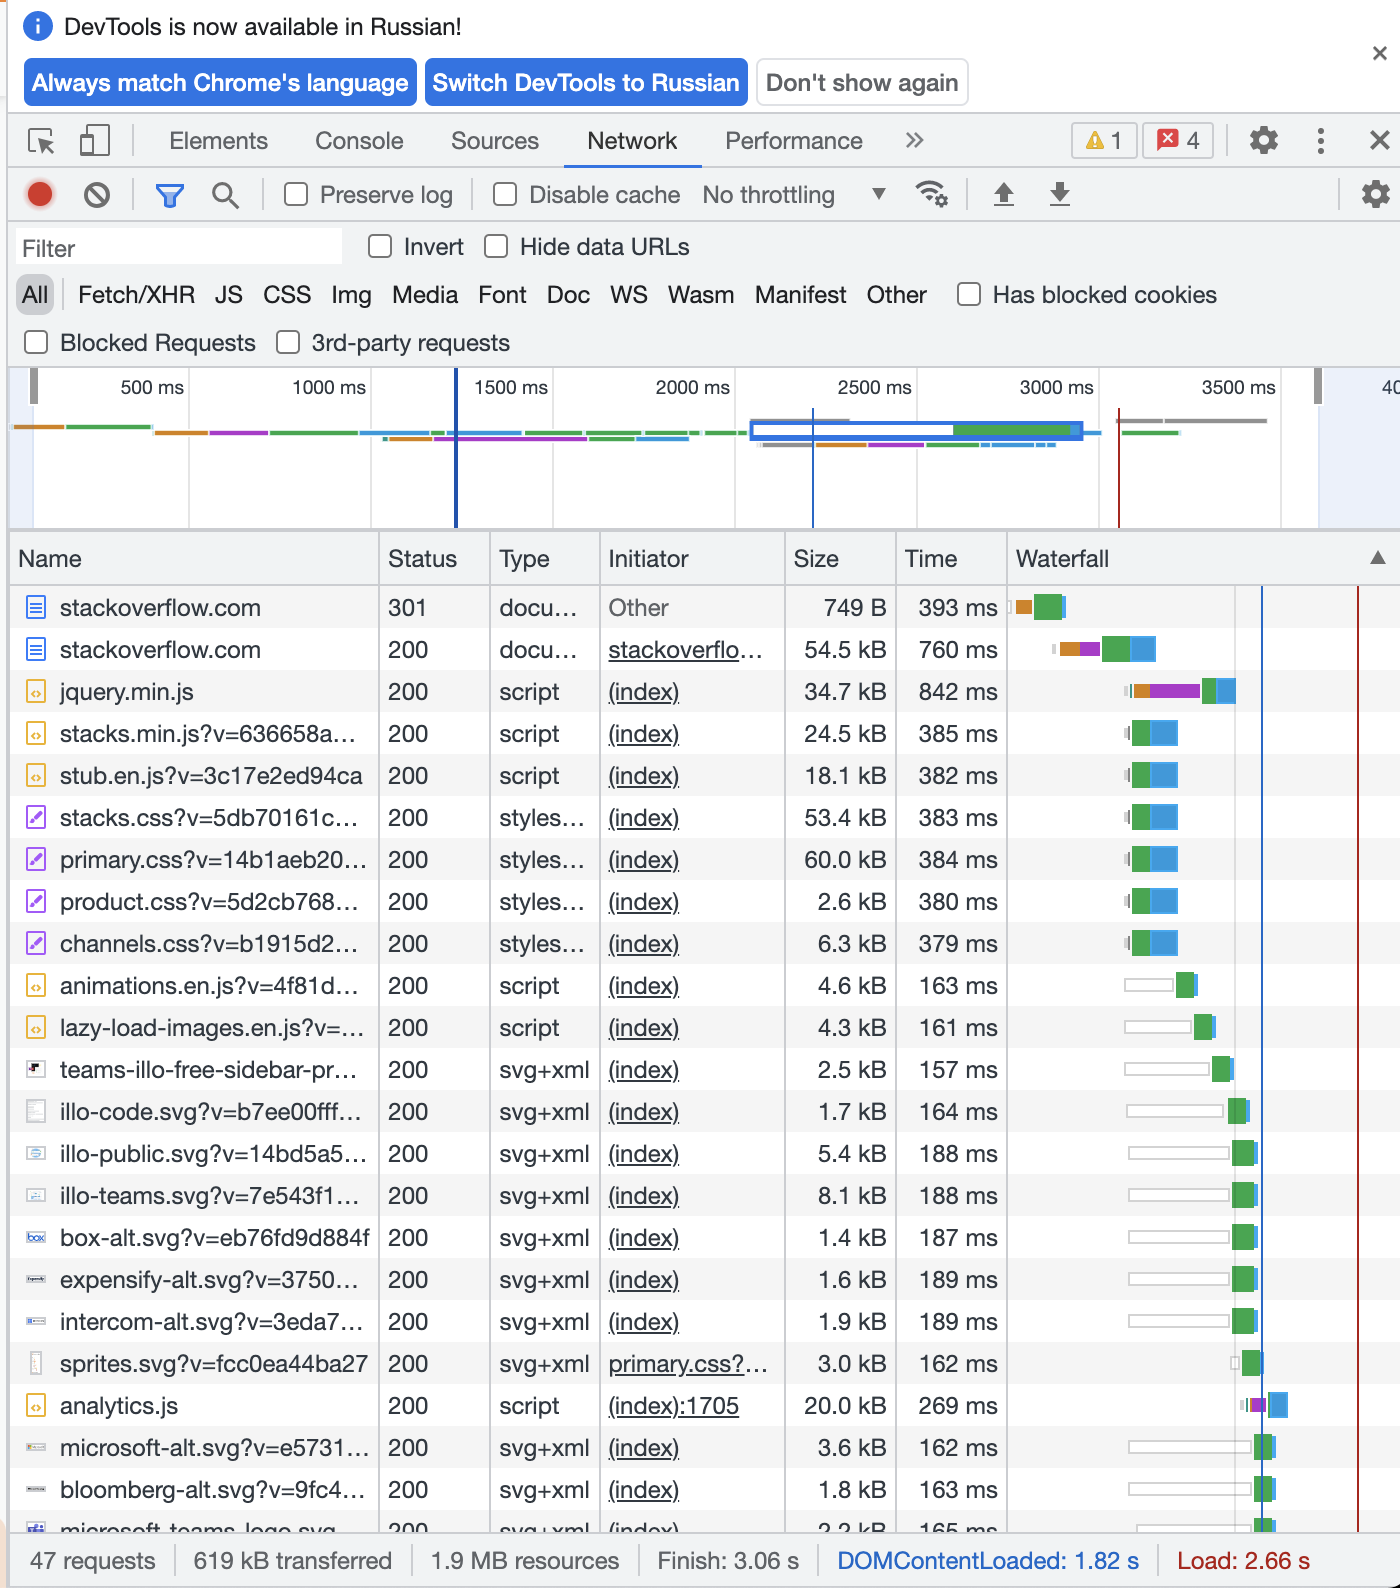 DevTools is now available in Russian!
Always match Chrome's language Switch DevTools to Russian Don't show again
Elements Console Sources Network Performance 1 4
Preserve log Disable cache No throttling
Filter Invert Hide data URLs
All Fetch/XHR JS CSS Img Media Font Doc WS Wasm Manifest Other Has blocked cookies
Blocked Requests 3rd-party requests
500 ms 1000 ms 1500 ms 2000 ms 2500 ms 3000 ms 3500 ms 40
Name Status Type Initiator Size Time Waterfall
stackoverflow.com 301 docu... Other 749 B 393 ms
stackoverflow.com 200 docu... stackoverflo... 54.5 kB 760 ms
jquery.min.js 200 script (index) 34.7 kB 842 ms
stacks.min.js?v=636658a... 200 script (index) 24.5 kB 385 ms
stub.en.js?v=3c17e2ed94ca 200 script (index) 18.1 kB 382 ms
stacks.css?v=5db70161c... 200 styles... (index) 53.4 kB 383 ms
primary.css?v=14b1aeb20... 200 styles... (index) 60.0 kB 384 ms
product.css?v=5d2cb768... 200 styles... (index) 2.6 kB 380 ms
channels.css?v=b1915d2... 200 styles... (index) 6.3 kB 379 ms
animations.en.js?v=4f81d... 200 script (index) 4.6 kB 163 ms
lazy-load-images.en.js?v=... 200 script (index) 4.3 kB 161 ms
teams-illo-free-sidebar-pr... 200 svg+xml (index) 2.5 kB 157 ms
illo-code.svg?v=b7ee00fff... 200 svg+xml (index) 1.7 kB 164 ms
illo-public.svg?v=14bd5a5... 200 svg+xml (index) 5.4 kB 188 ms
illo-teams.svg?v=7e543f1... 200 svg+xml (index) 8.1 kB 188 ms
box-alt.svg?v=eb76fd9d884f 200 svg+xml (index) 1.4 kB 187 ms
expensify-alt.svg?v=3750... 200 svg+xml (index) 1.6 kB 189 ms
intercom-alt.svg?v=3eda7... 200 svg+xml (index) 1.9 kB 189 ms
sprites.svg?v=fcc0ea44ba27 200 svg+xml primary.css?... 3.0 kB 162 ms
analytics.js 200 script (index):1705 20.0 kB 269 ms
microsoft-alt.svg?v=e5731... 200 svg+xml (index) 3.6 kB 162 ms
bloomberg-alt.svg?v=9fc4... 200 svg+xml (index) 1.8 kB 163 ms
microsoft-teams-logo.svg 200 svg+xml (index) 2.2 kB 165 ms
47 requests 619 kB transferred 1.9 MB resources Finish: 3.06 s DOMContentLoaded: 1.82 s Load: 2.66 s